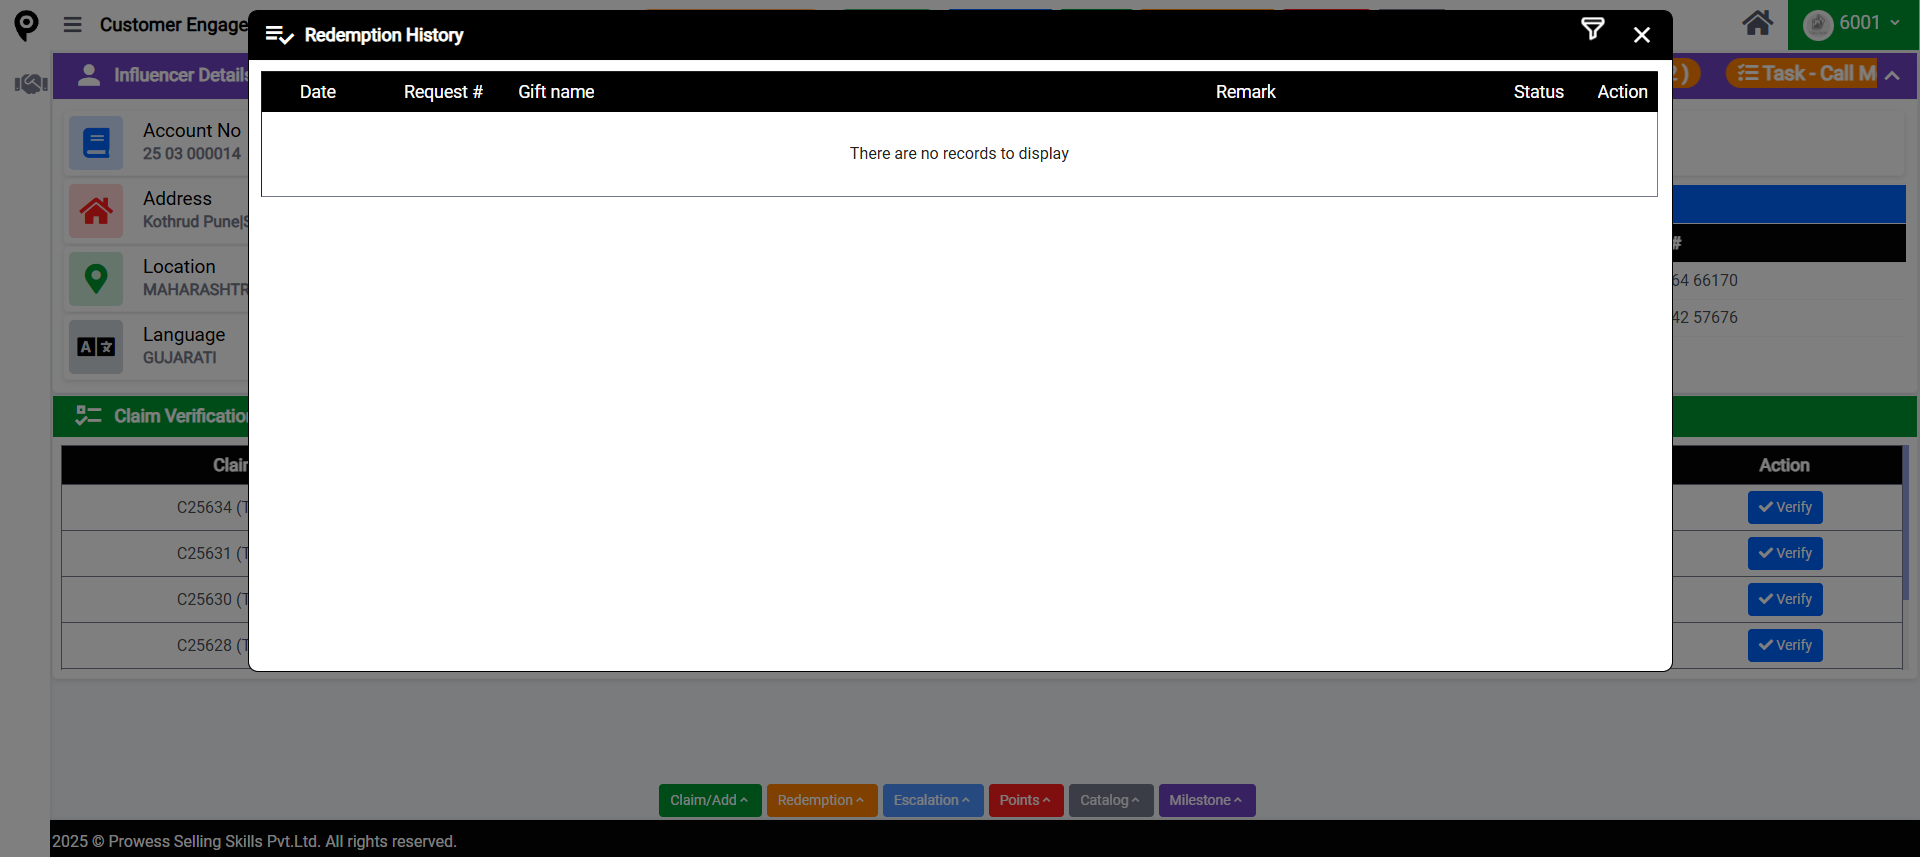 Customer Engage
Redemption History
6001
Influencer Details
2 )
Task - Call M
Date Request # Gift name Remark Status Action
There are no records to display
Account No
25 03 000014
Address
Kothrud Pune|S
Location
MAHARASHTR
Language
GUJARATI
#
64 66170
42 57676
Claim Verification
Clair Action
C25634 (T Verify
C25631 (T Verify
C25630 (T Verify
C25628 (T Verify
Claim/Add Redemption Escalation Points Catalog Milestone
2025 © Prowess Selling Skills Pvt.Ltd. All rights reserved.